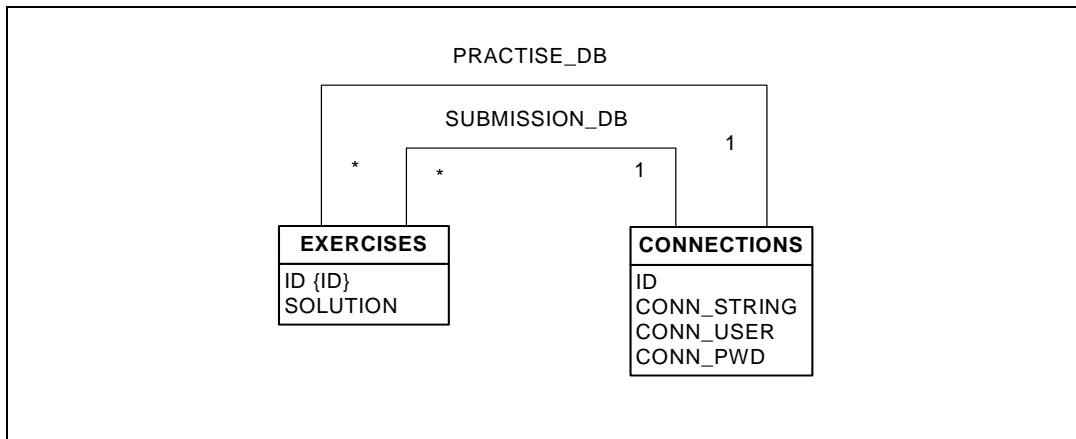 PRACTISE_DB
SUBMISSION_DB
1
* * 1
EXERCISES
ID {ID}
SOLUTION
CONNECTIONS
ID
CONN_STRING
CONN_USER
CONN_PWD